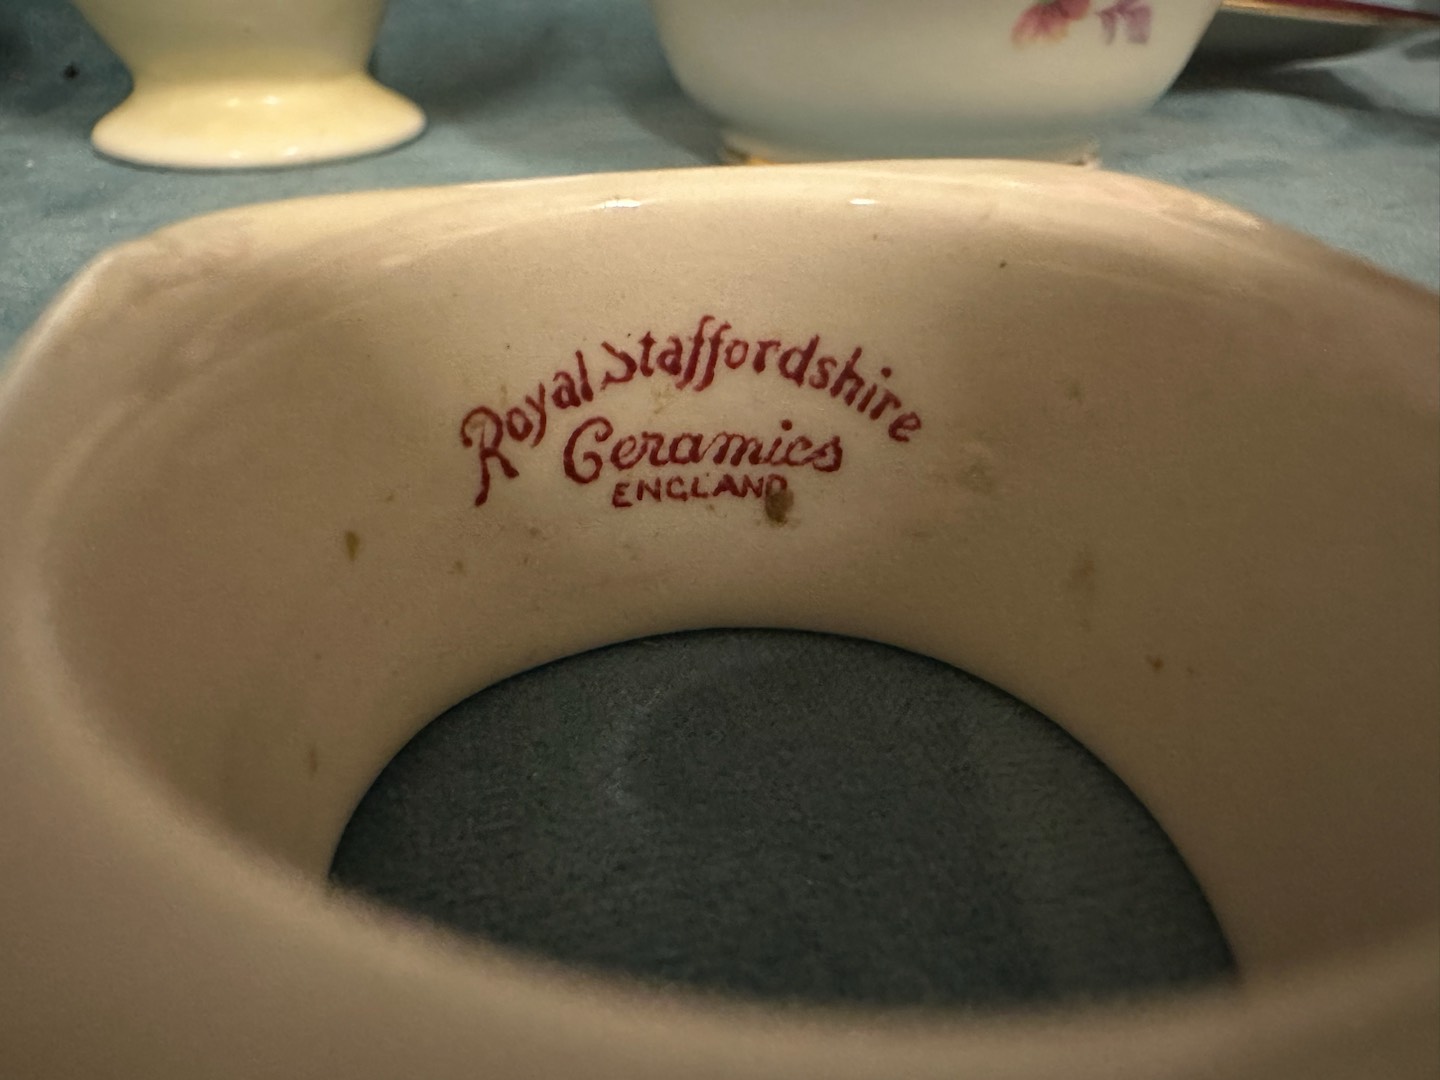 Royal Staffordshire
Ceramics
ENGLAND